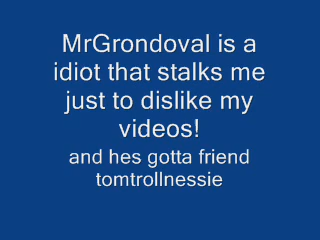 MrGrondoval is a
idiot that stalks me
just to dislike my
videos!
and hes gotta friend
tomtrollnessie